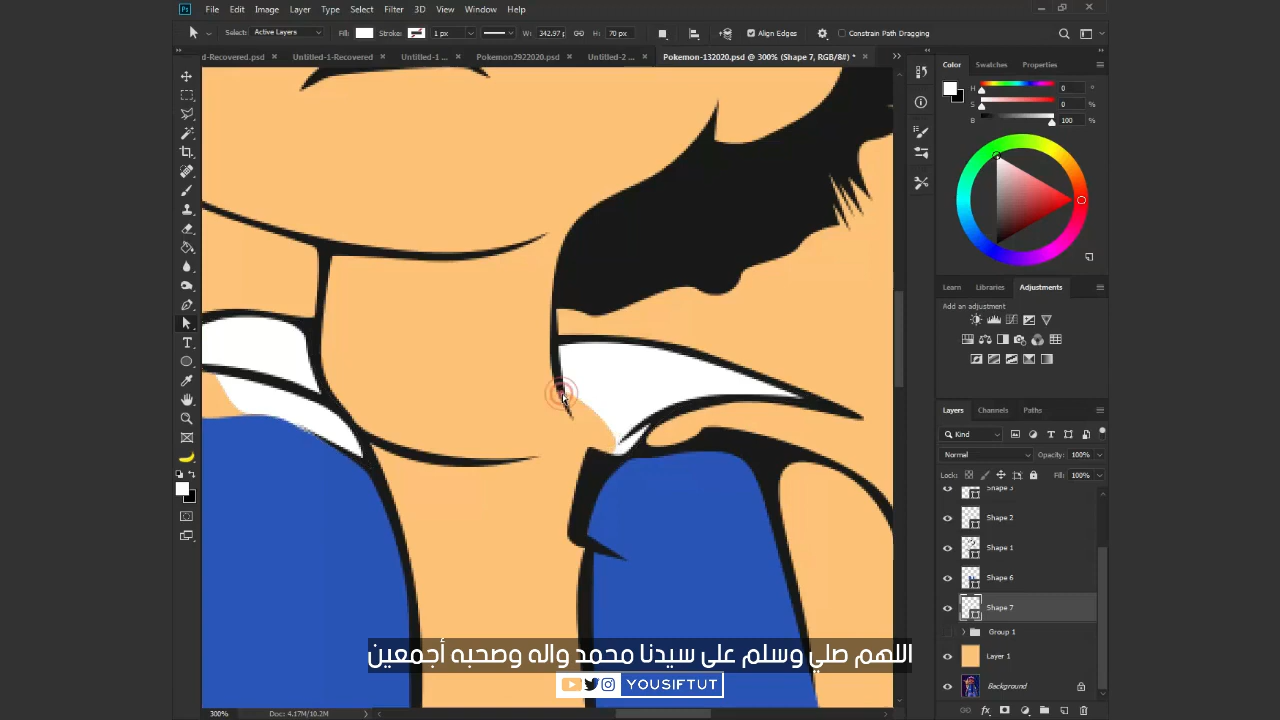 File Edit Image Layer Type Select Filter 3D View Window Help
Select: Active Layers Fill: Stroke: 1 px W: 342.97 p H: 70 px Align Edges Constrain Path Drawing
d-Recovered.psd × Untitled-1-Recovered × Untitled-1 ... × Pokemon2922020.psd × Untitled-2 ... × Pokemon-132020.psd @ 300% (Shape 7, RGB/8#) * ×
Color Swatches Properties
H 0 °
S 0 %
B 100 %
Learn Libraries Adjustments
Add an adjustment
Layers Channels Paths
Kind
Normal Opacity: 100%
Lock: Fill: 100%
Shape 3
Shape 2
Shape 1
Shape 6
Shape 7
Group 1
Layer 1
Background
اللهم صلي وسلم على سيدنا محمد واله وصحبه أجمعين
YOUSIFTUT
300% Doc: 4.17M/10.2M